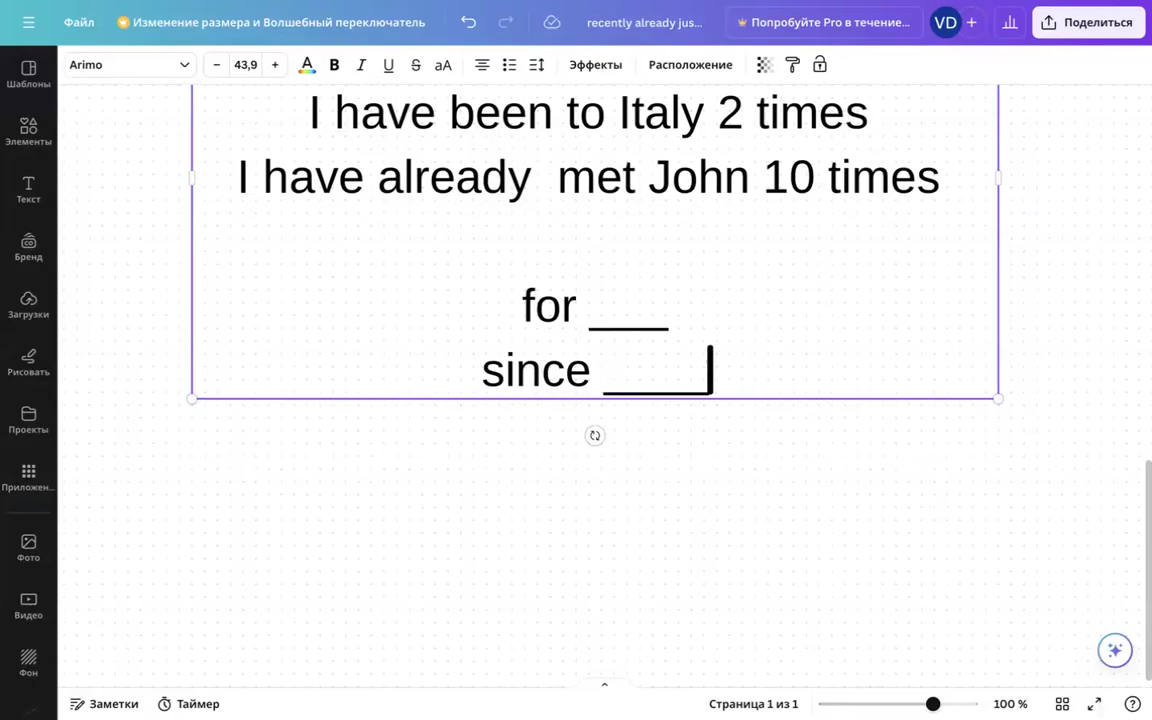 Файл
Изменение размера и Волшебный переключатель
recently already jus...
Попробуйте Pro в течение...
VD
+
Поделиться
Шаблоны
Элементы
Текст
Бренд
Загрузки
Рисовать
Проекты
Приложен...
Фото
Видео
Фон
Arimo
− 43,9 +
A B I U S aA
Эффекты
Расположение
I have been to Italy 2 times
I have already  met John 10 times
for ___
since ____
Заметки
Таймер
Страница 1 из 1
100 %
?